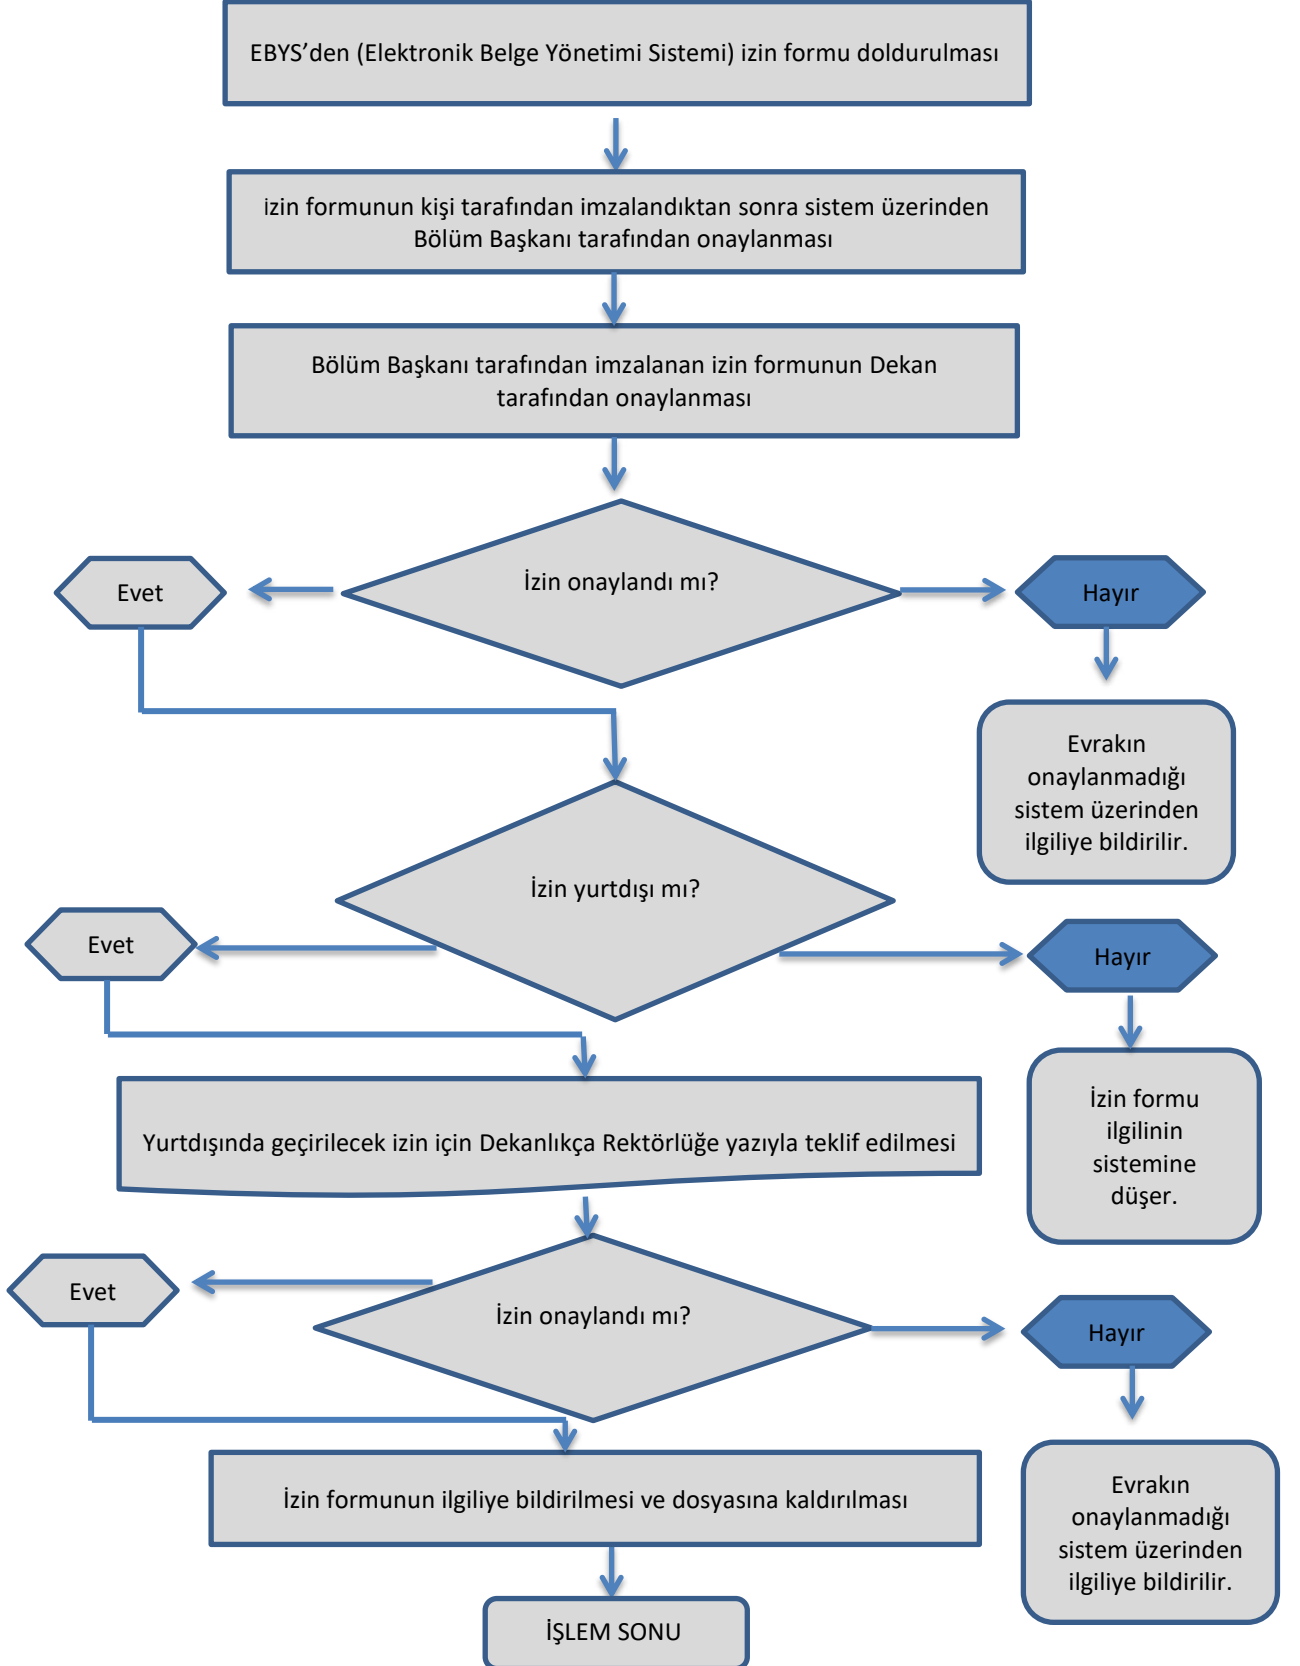 EBYS’den (Elektronik Belge Yönetimi Sistemi) izin formu doldurulması
izin formunun kişi tarafından imzalandıktan sonra sistem üzerinden
Bölüm Başkanı tarafından onaylanması
Bölüm Başkanı tarafından imzalanan izin formunun Dekan
tarafından onaylanması
İzin onaylandı mı?
Evet
Hayır
Evrakın
onaylanmadığı
sistem üzerinden
ilgiliye bildirilir.
İzin yurtdışı mı?
Evet
Hayır
İzin formu
ilgilinin
sistemine
düşer.
Yurtdışında geçirilecek izin için Dekanlıkça Rektörlüğe yazıyla teklif edilmesi
İzin onaylandı mı?
Evet
Hayır
Evrakın
onaylanmadığı
sistem üzerinden
ilgiliye bildirilir.
İzin formunun ilgiliye bildirilmesi ve dosyasına kaldırılması
İŞLEM SONU